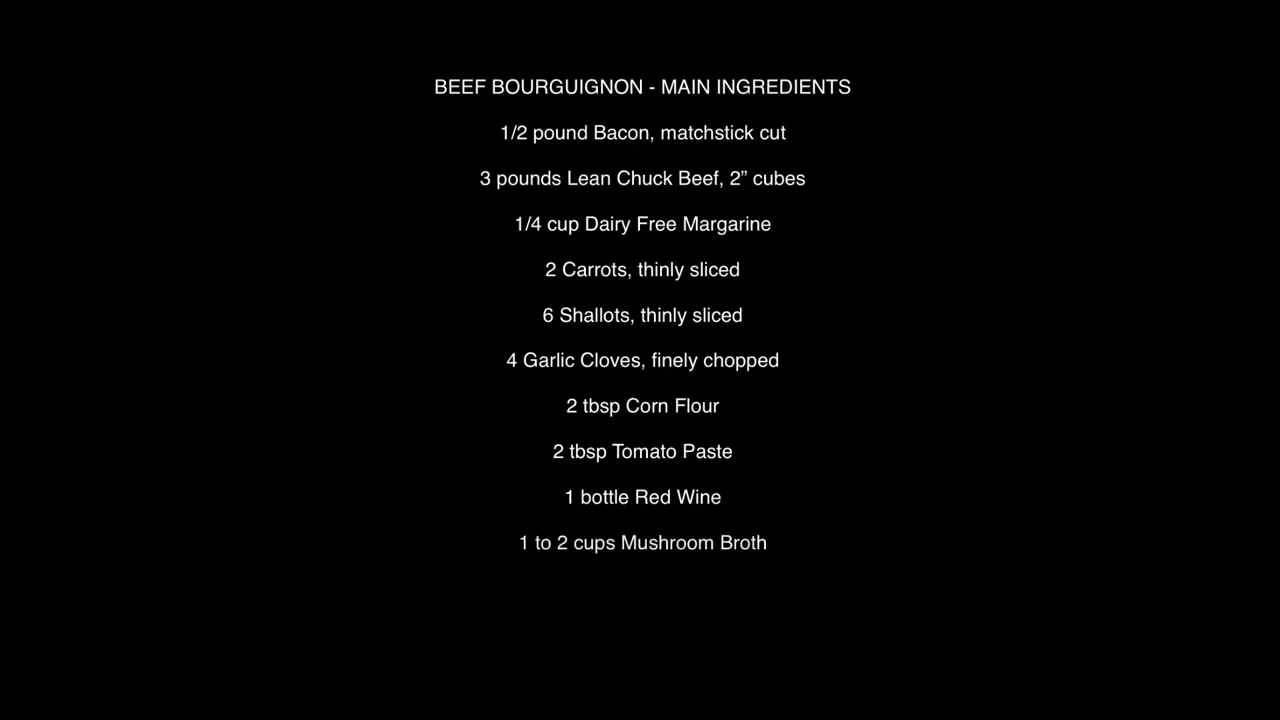 BEEF BOURGUIGNON - MAIN INGREDIENTS
1/2 pound Bacon, matchstick cut
3 pounds Lean Chuck Beef, 2” cubes
1/4 cup Dairy Free Margarine
2 Carrots, thinly sliced
6 Shallots, thinly sliced
4 Garlic Cloves, finely chopped
2 tbsp Corn Flour
2 tbsp Tomato Paste
1 bottle Red Wine
1 to 2 cups Mushroom Broth